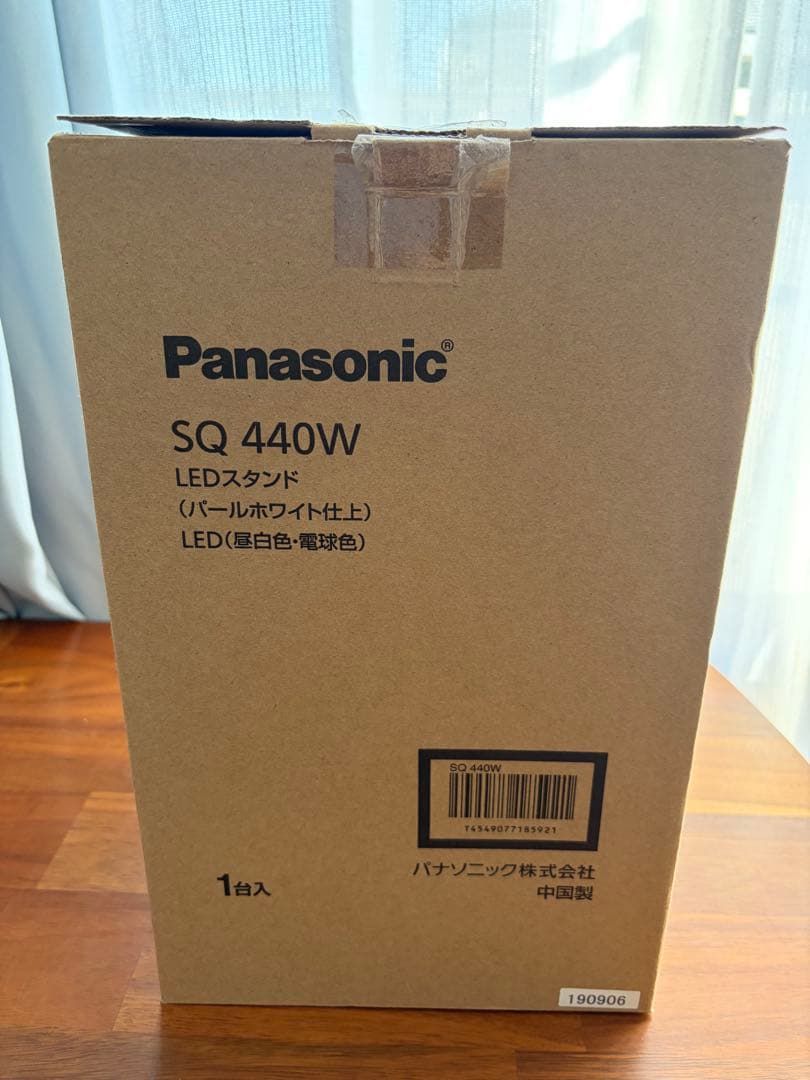 Panasonic®
SQ 440W
LEDスタンド
(パールホワイト仕上)
LED(昼白色・電球色)
SQ 440W
T4549077185921
パナソニック株式会社
中国製
1台入
190906